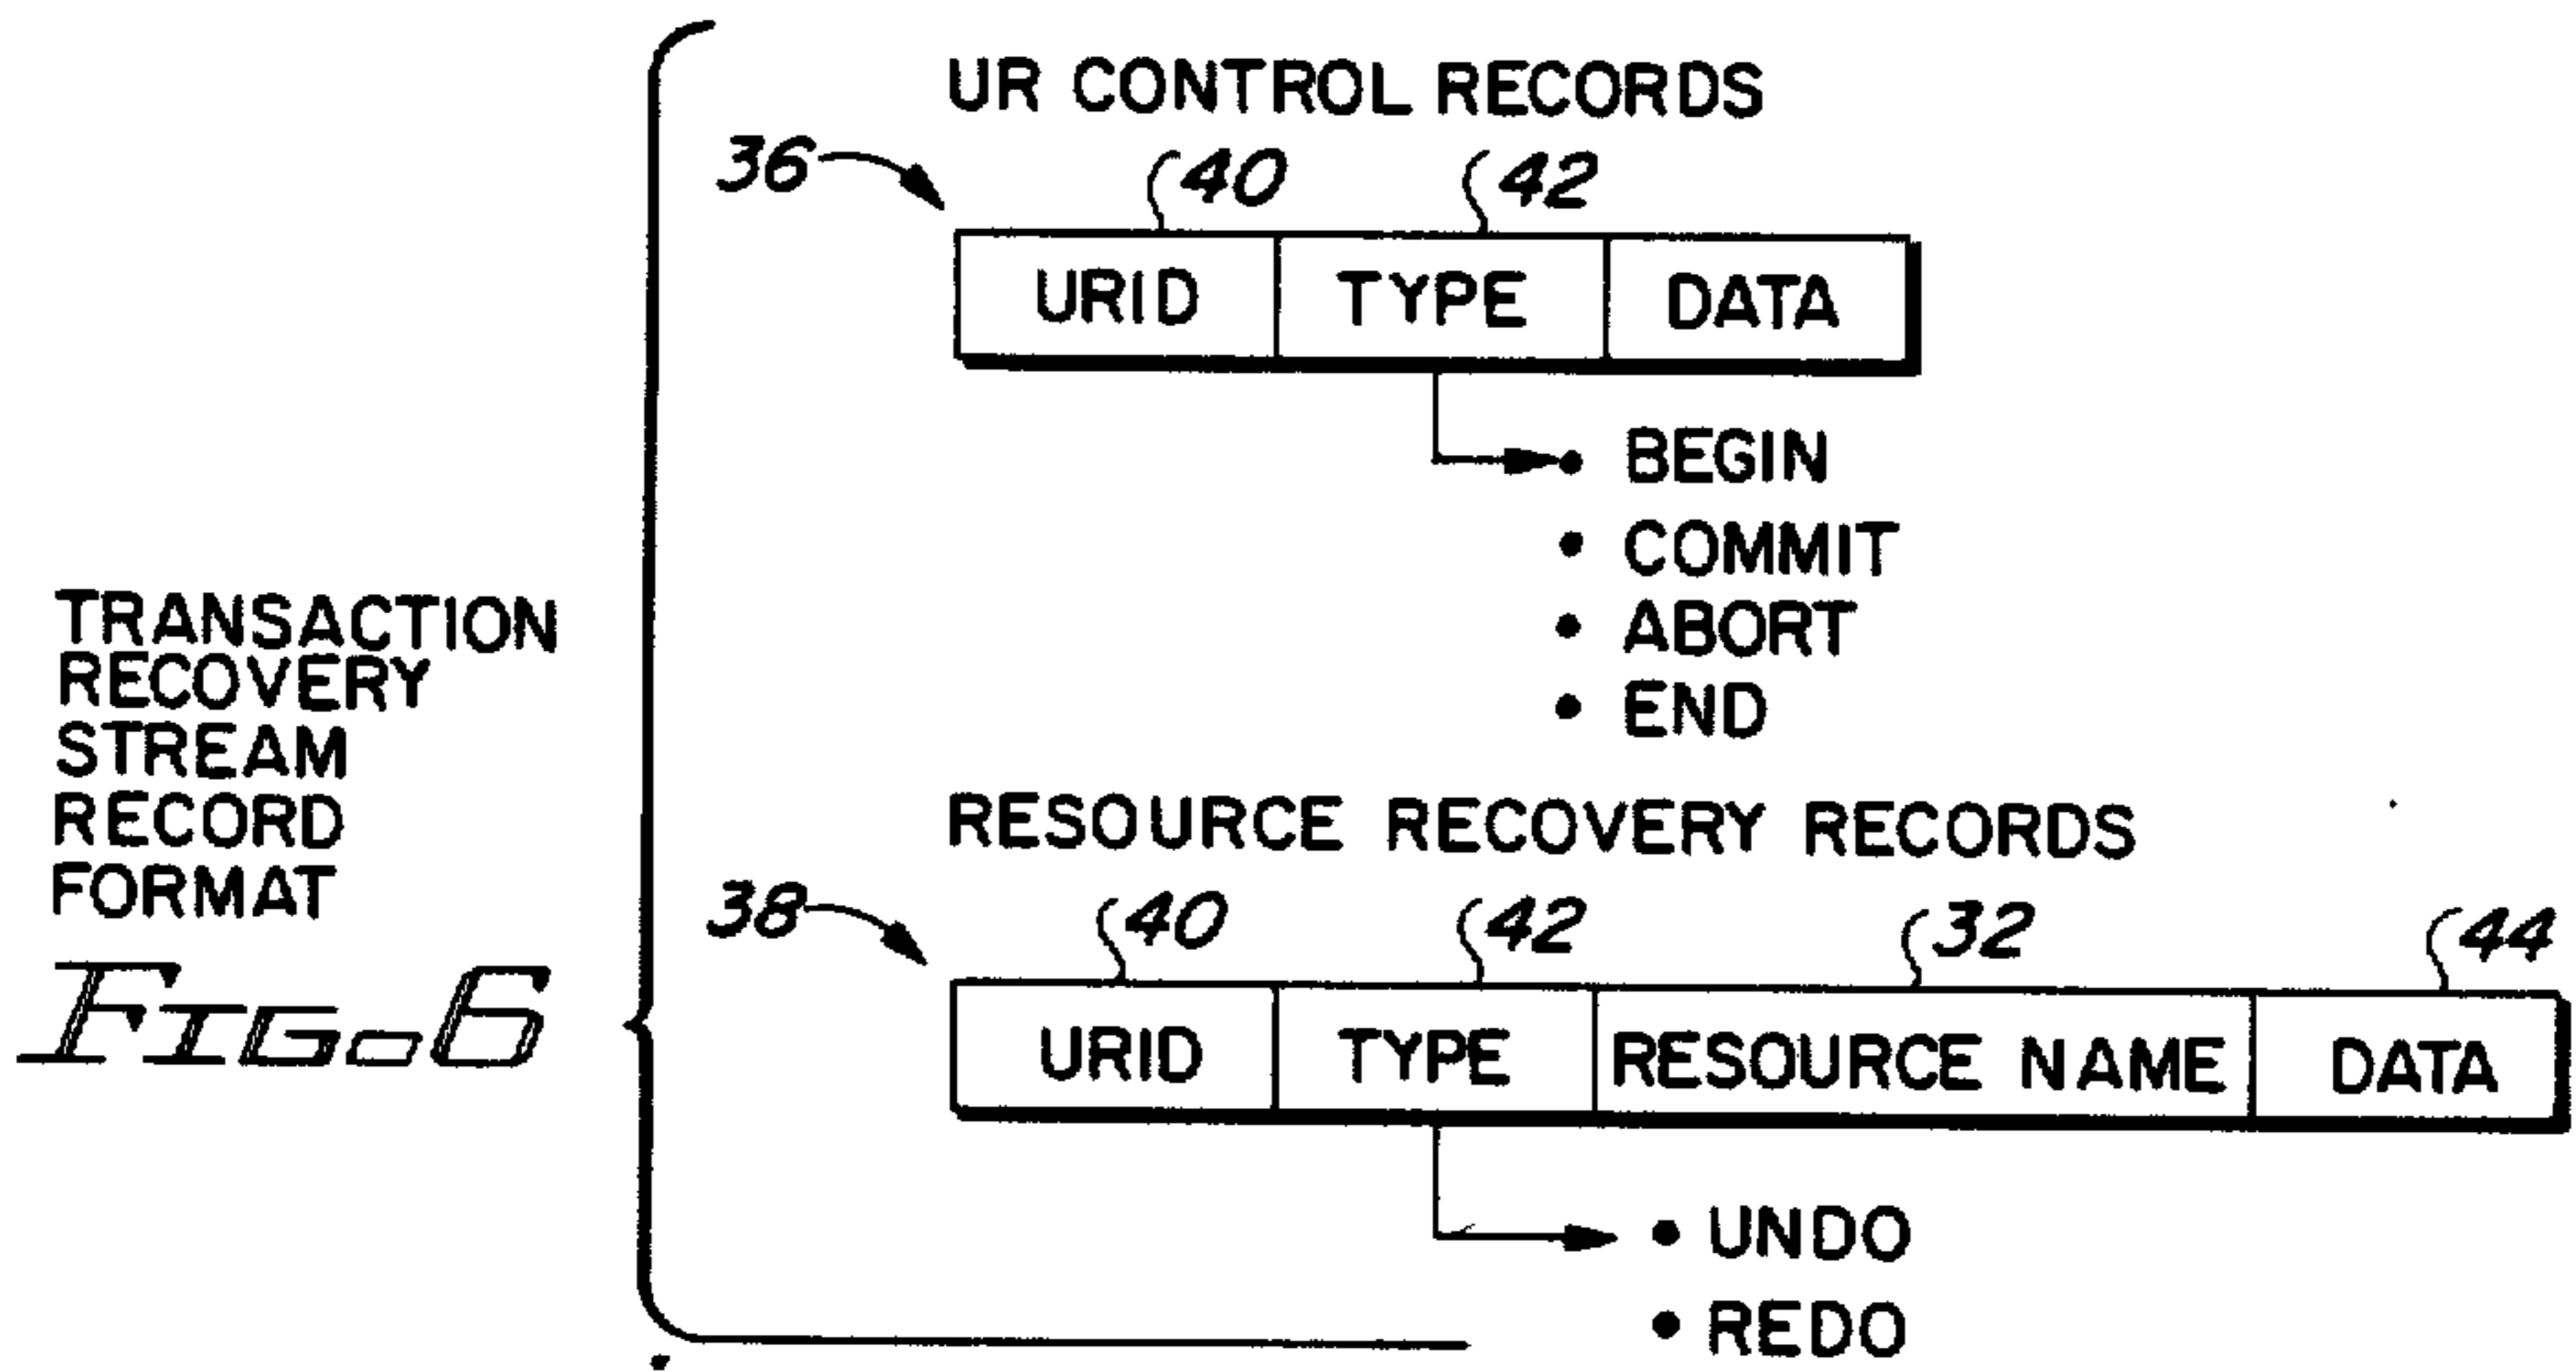 TRANSACTION
RECOVERY
STREAM
RECORD
FORMAT
FIG. 6
UR CONTROL RECORDS
36 40 42
URID TYPE DATA
• BEGIN
• COMMIT
• ABORT
• END
RESOURCE RECOVERY RECORDS
38 40 42 32 44
URID TYPE RESOURCE NAME DATA
• UNDO
• REDO